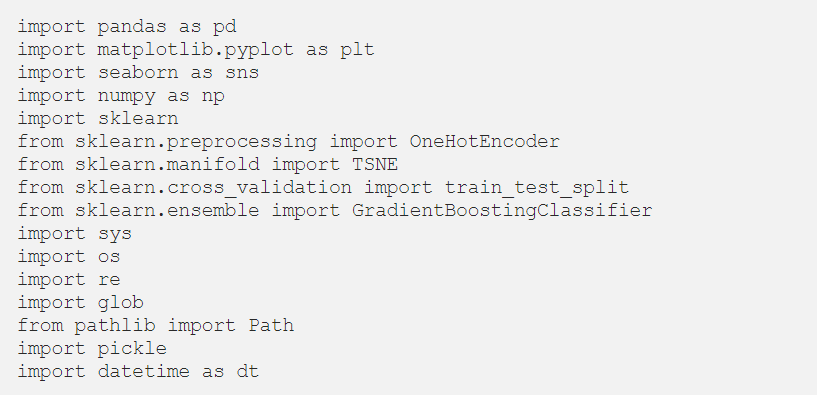 import pandas as pd
import matplotlib.pyplot as plt
import seaborn as sns
import numpy as np
import sklearn
from sklearn.preprocessing import OneHotEncoder
from sklearn.manifold import TSNE
from sklearn.cross_validation import train_test_split
from sklearn.ensemble import GradientBoostingClassifier
import sys
import os
import re
import glob
from pathlib import Path
import pickle
import datetime as dt